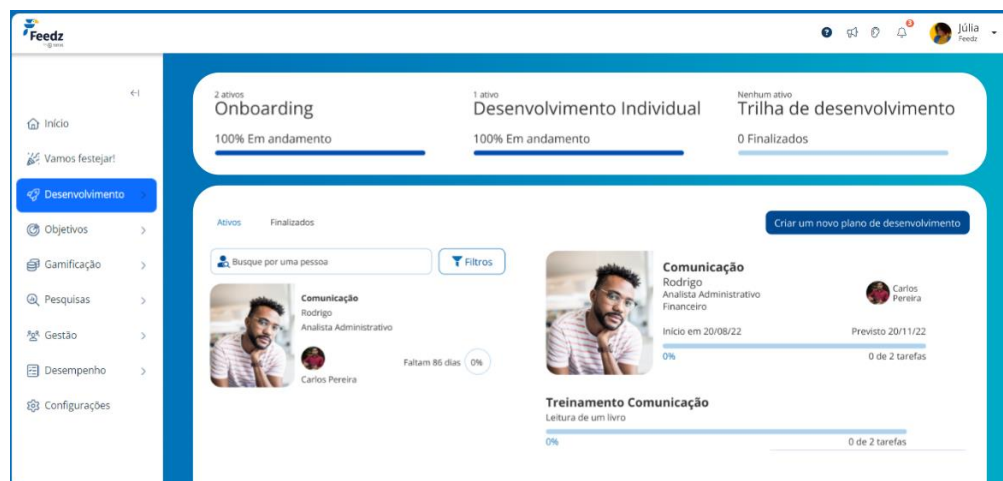 Feedz
3
Júlia
Feedz
Início
Vamos festejar!
Desenvolvimento
Objetivos
Gamificação
Pesquisas
Gestão
Desempenho
Configurações
2 ativos
Onboarding
100% Em andamento
1 ativo
Desenvolvimento Individual
100% Em andamento
Nenhum ativo
Trilha de desenvolvimento
0 Finalizados
Ativos
Finalizados
Criar um novo plano de desenvolvimento
Busque por uma pessoa
Filtros
Comunicação
Rodrigo
Analista Administrativo
Carlos Pereira
Faltam 86 dias
0%
Comunicação
Rodrigo
Analista Administrativo
Financeiro
Carlos
Pereira
Início em 20/08/22
Previsto 20/11/22
0%
0 de 2 tarefas
Treinamento Comunicação
Leitura de um livro
0%
0 de 2 tarefas